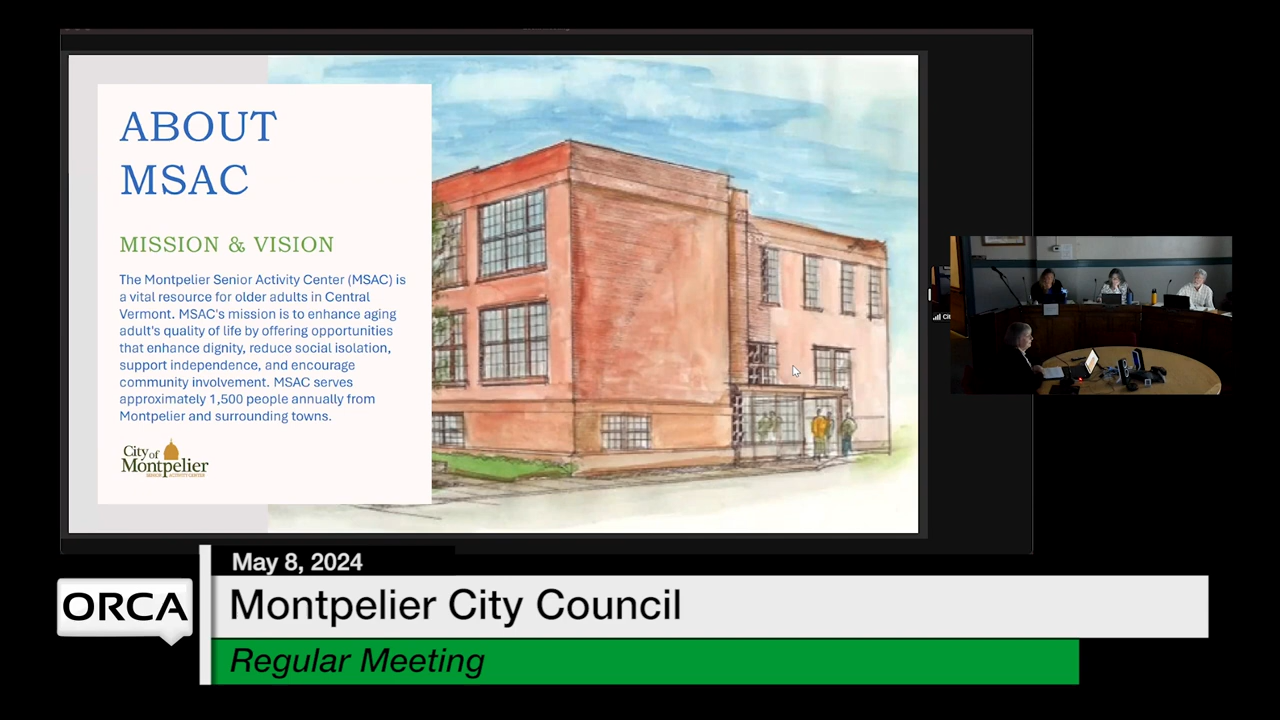 ABOUT
MSAC
MISSION & VISION
The Montpelier Senior Activity Center (MSAC) is
a vital resource for older adults in Central
Vermont. MSAC's mission is to enhance aging
adult's quality of life by offering opportunities
that enhance dignity, reduce social isolation,
support independence, and encourage
community involvement. MSAC serves
approximately 1,500 people annually from
Montpelier and surrounding towns.
City of
Montpelier
SENIOR ACTIVITY CENTER
May 8, 2024
ORCA
Montpelier City Council
Regular Meeting